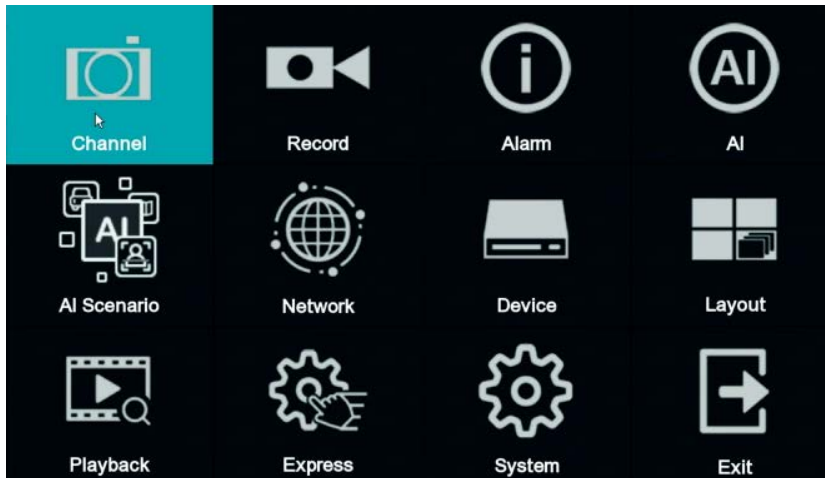 Channel
Record
Alarm
AI
AI
AI Scenario
Network
Device
Layout
Playback
Express
System
Exit